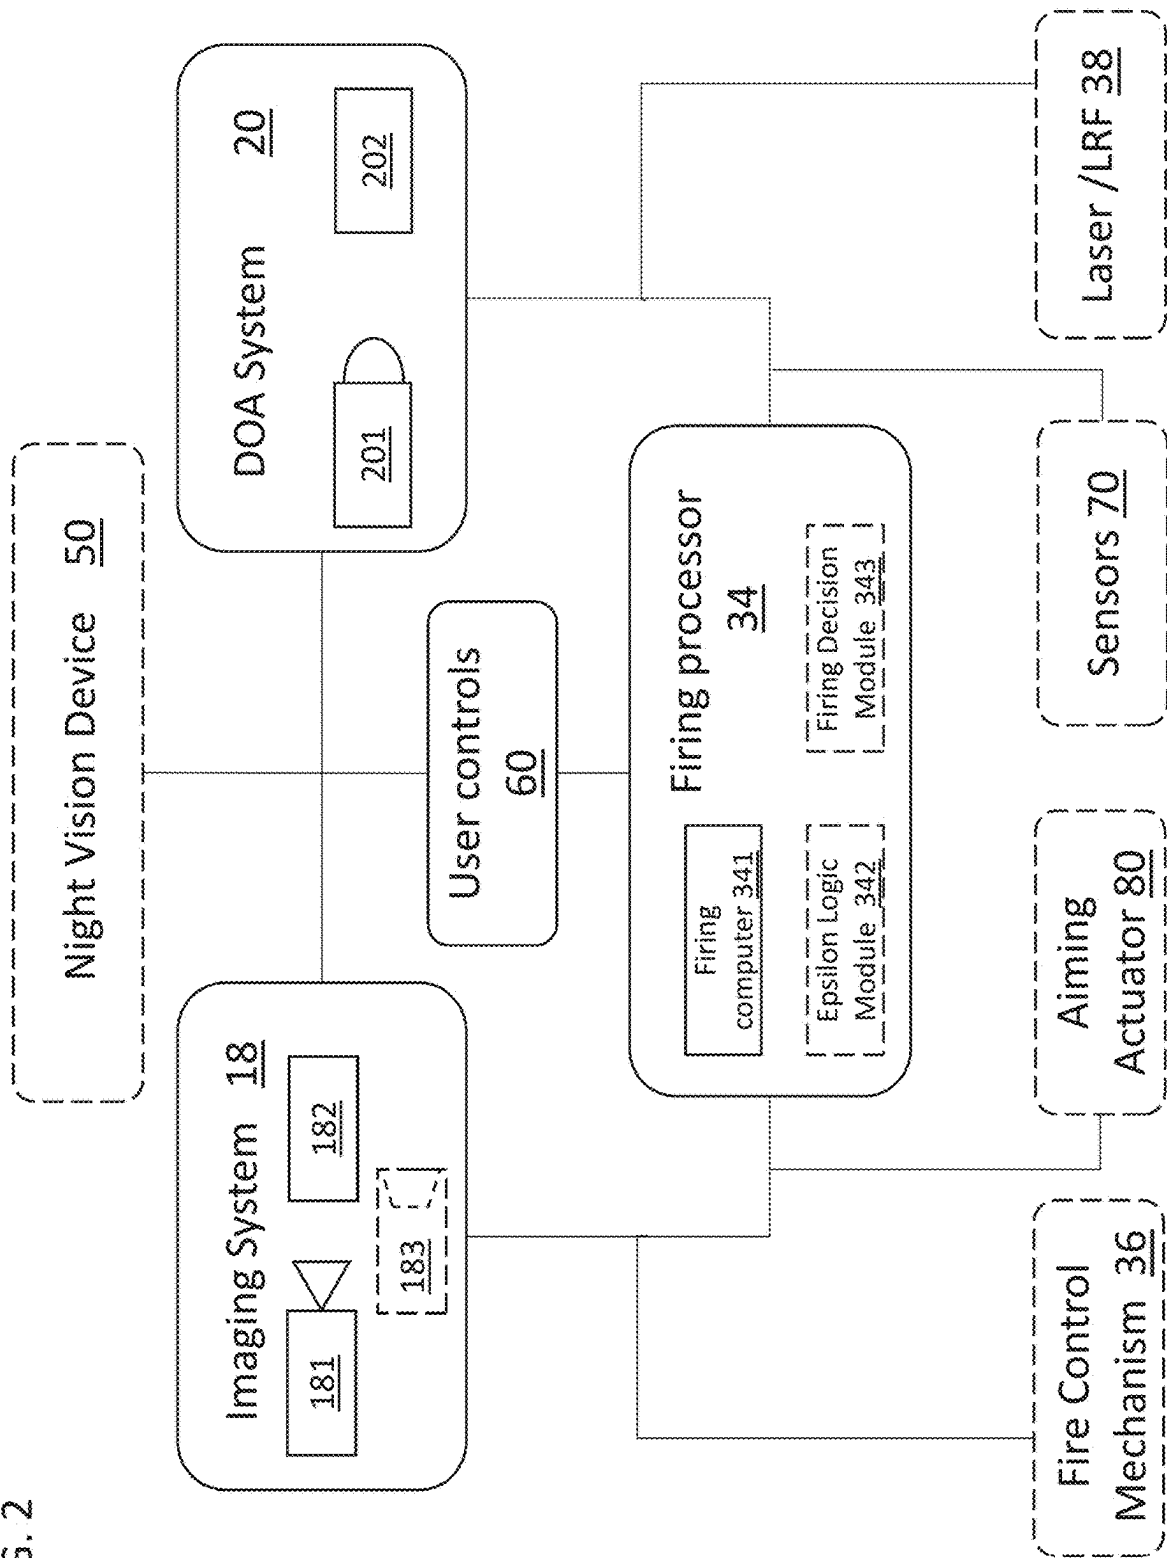 G. 2
Night Vision Device 50
Imaging System 18
181
182
183
DOA System 20
201
202
User controls
60
Firing processor
34
Firing
computer 341
Epsilon Logic
Module 342
Firing Decision
Module 343
Fire Control
Mechanism 36
Aiming
Actuator 80
Sensors 70
Laser /LRF 38